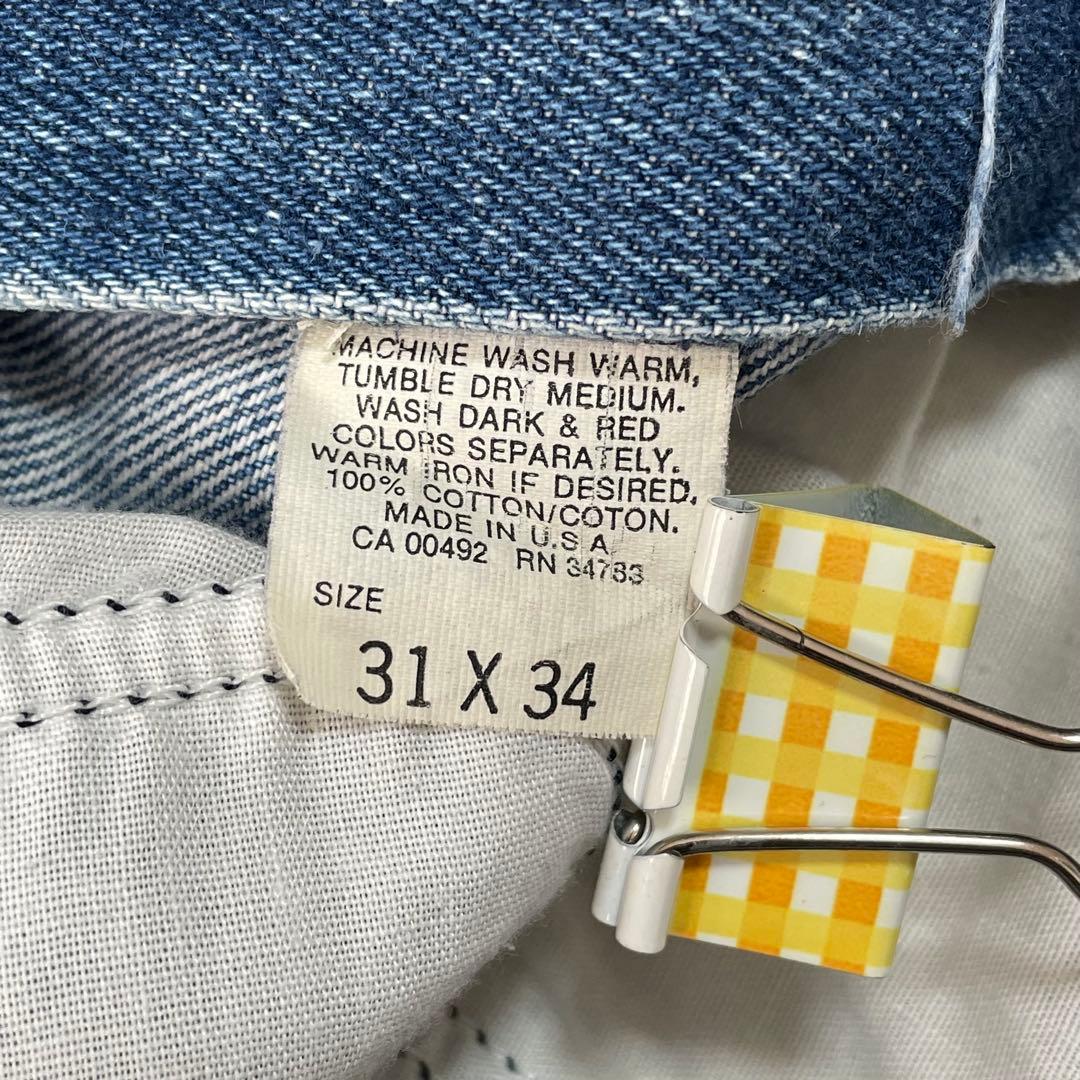 MACHINE WASH WARM,
TUMBLE DRY MEDIUM.
WASH DARK & RED
COLORS SEPARATELY.
WARM IRON IF DESIRED.
100% COTTON/COTON.
MADE IN U.S.A.
CA 00492 RN 34783
SIZE
31 X 34